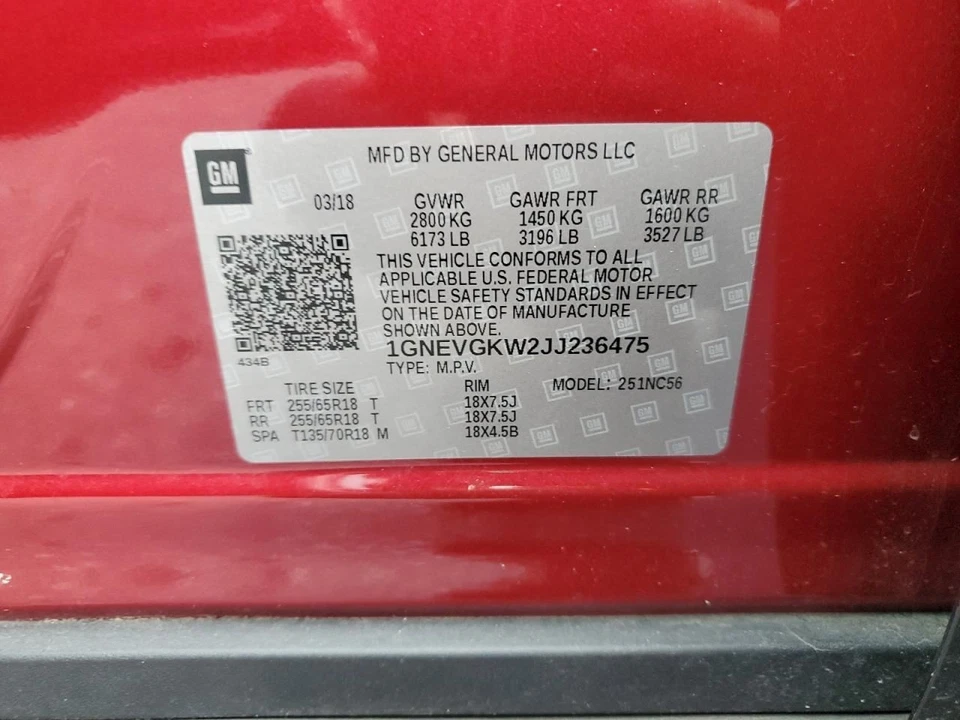 GM
MFD BY GENERAL MOTORS LLC
03/18 GVWR GAWR FRT GAWR RR
2800 KG 1450 KG 1600 KG
6173 LB 3196 LB 3527 LB
THIS VEHICLE CONFORMS TO ALL
APPLICABLE U.S. FEDERAL MOTOR
VEHICLE SAFETY STANDARDS IN EFFECT
ON THE DATE OF MANUFACTURE
SHOWN ABOVE.
434B
1GNEVGKW2JJ236475
TYPE: M.P.V.
TIRE SIZE RIM MODEL: 251NC56
FRT 255/65R18 T 18X7.5J
RR 255/65R18 T 18X7.5J
SPA T135/70R18 M 18X4.5B